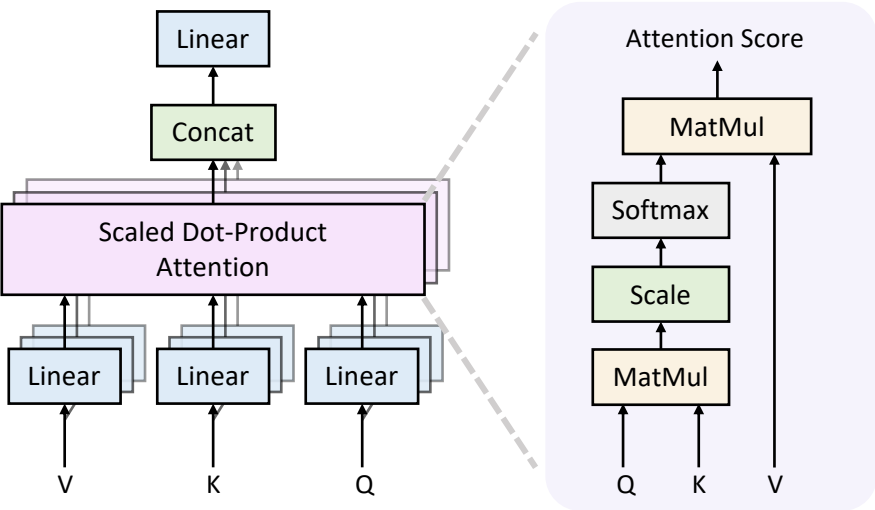 Linear
Concat
Scaled Dot-Product
Attention
Linear
Linear
Linear
V
K
Q
Attention Score
MatMul
Softmax
Scale
MatMul
Q
K
V